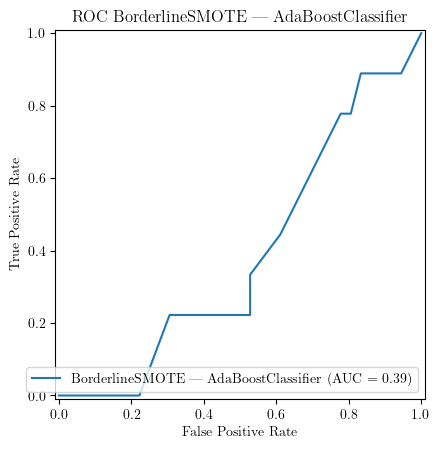 ROC BorderlineSMOTE — AdaBoostClassifier
1.0
0.8
0.6
0.4
0.2
0.0
True Positive Rate
BorderlineSMOTE — AdaBoostClassifier (AUC = 0.39)
0.0 0.2 0.4 0.6 0.8 1.0
False Positive Rate